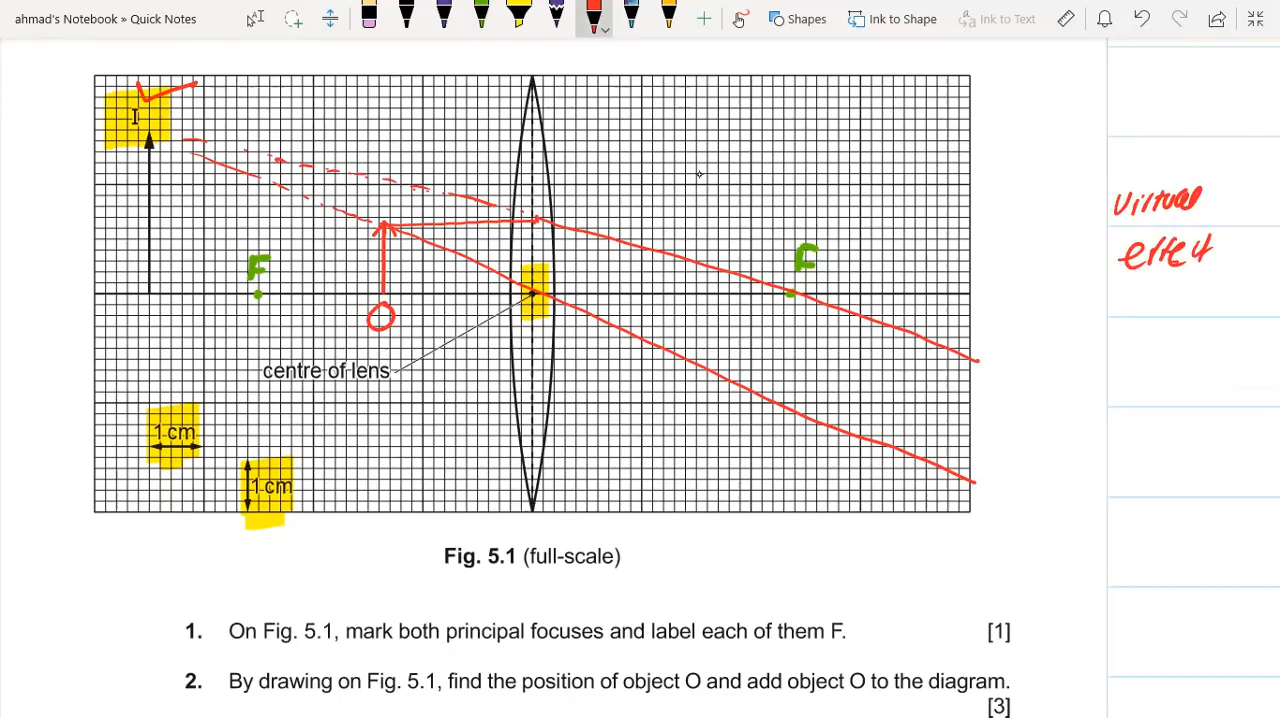 ahmad's Notebook » Quick Notes
Shapes
Ink to Shape
Ink to Text
I
F
F
O
centre of lens
1 cm
1 cm
Virtual
effect
Fig. 5.1 (full-scale)
1. On Fig. 5.1, mark both principal focuses and label each of them F. [1]
2. By drawing on Fig. 5.1, find the position of object O and add object O to the diagram.
[3]